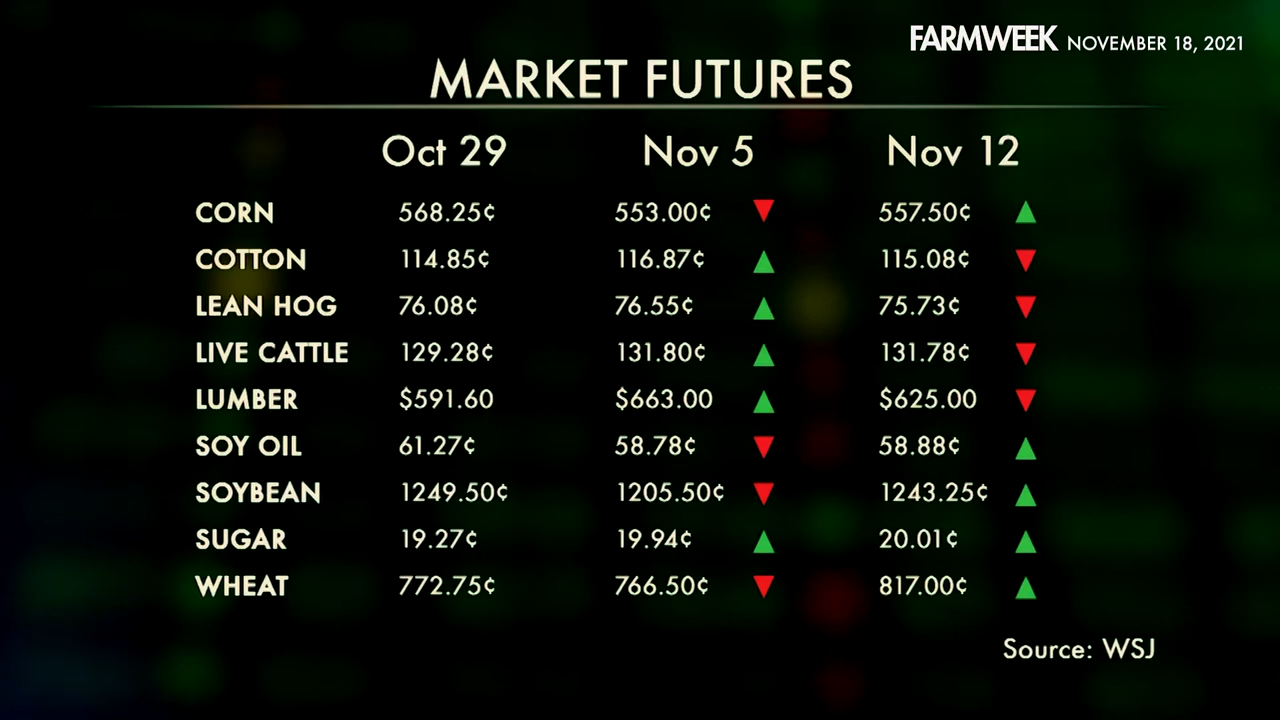 FARMWEEK NOVEMBER 18, 2021
MARKET FUTURES
Oct 29 Nov 5 Nov 12
CORN 568.25¢ 553.00¢ ▼ 557.50¢ ▲
COTTON 114.85¢ 116.87¢ ▲ 115.08¢ ▼
LEAN HOG 76.08¢ 76.55¢ ▲ 75.73¢ ▼
LIVE CATTLE 129.28¢ 131.80¢ ▲ 131.78¢ ▼
LUMBER $591.60 $663.00 ▲ $625.00 ▼
SOY OIL 61.27¢ 58.78¢ ▼ 58.88¢ ▲
SOYBEAN 1249.50¢ 1205.50¢ ▼ 1243.25¢ ▲
SUGAR 19.27¢ 19.94¢ ▲ 20.01¢ ▲
WHEAT 772.75¢ 766.50¢ ▼ 817.00¢ ▲
Source: WSJ